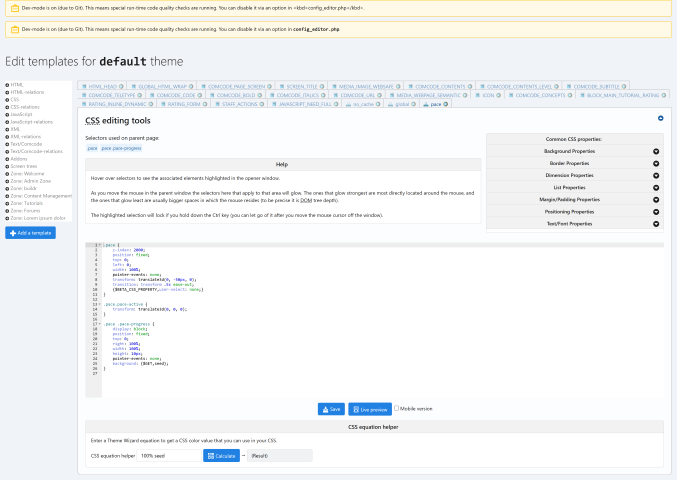 Dev-mode is on (due to Git). This means special run-time code quality checks are running. You can disable it via an option in <kbd>config_editor.php</kbd>.
Dev-mode is on (due to Git). This means special run-time code quality checks are running. You can disable it via an option in config_editor.php.
Edit templates for default theme
HTML
HTML-relations
CSS
CSS-relations
JavaScript
JavaScript-relations
XML
XML-relations
Text/Comcode
Text/Comcode-relations
Addons
Screen trees
Zone: Welcome
Zone: Admin Zone
Zone: buddr
Zone: Content Management
Zone: Tutorials
Zone: Forums
Zone: Lorem ipsum dolor
Add a template
HTML_HEAD GLOBAL_HTML_WRAP COMCODE_PAGE_SCREEN SCREEN_TITLE MEDIA_IMAGE_WEBSAFE COMCODE_CONTENTS COMCODE_CONTENTS_LEVEL COMCODE_SUBTITLE
COMCODE_TELETYPE COMCODE_CODE COMCODE_BOLD COMCODE_ITALICS COMCODE_URL MEDIA_WEBPAGE_SEMANTIC ICON COMCODE_CONCEPTS BLOCK_MAIN_TUTORIAL_RATING
RATING_INLINE_DYNAMIC RATING_FORM STAFF_ACTIONS JAVASCRIPT_NEED_FULL no_cache global pace
CSS editing tools
Selectors used on parent page:
.pace .pace .pace-progress
Help
Hover over selectors to see the associated elements highlighted in the opener window.
As you move the mouse in the parent window the selectors here that apply to that area will glow. The ones that glow strongest are most directly located around the mouse, and
the ones that glow least are usually bigger spaces in which the mouse resides (to be precise it is DOM tree depth).
The highlighted selection will lock if you hold down the Ctrl key (you can let go of it after you move the mouse cursor off the window).
Common CSS properties:
Background Properties
Border Properties
Dimension Properties
List Properties
Margin/Padding Properties
Positioning Properties
Text/Font Properties
1 .pace {
2 z-index: 2000;
3 position: fixed;
4 top: 0;
5 left: 0;
6 width: 100%;
7 pointer-events: none;
8 transform: translate3d(0, -50px, 0);
9 transition: transform .5s ease-out;
10 {$BETA_CSS_PROPERTY,user-select: none;}
11 }
12
13 .pace.pace-active {
14 transform: translate3d(0, 0, 0);
15 }
16
17 .pace .pace-progress {
18 display: block;
19 position: fixed;
20 top: 0;
21 right: 100%;
22 width: 100%;
23 height: 10px;
24 pointer-events: none;
25 background: {$GET,seed};
26 }
27
Save Live preview Mobile version
CSS equation helper
Enter a Theme Wizard equation to get a CSS color value that you can use in your CSS.
CSS equation helper 100% seed Calculate → (Result)